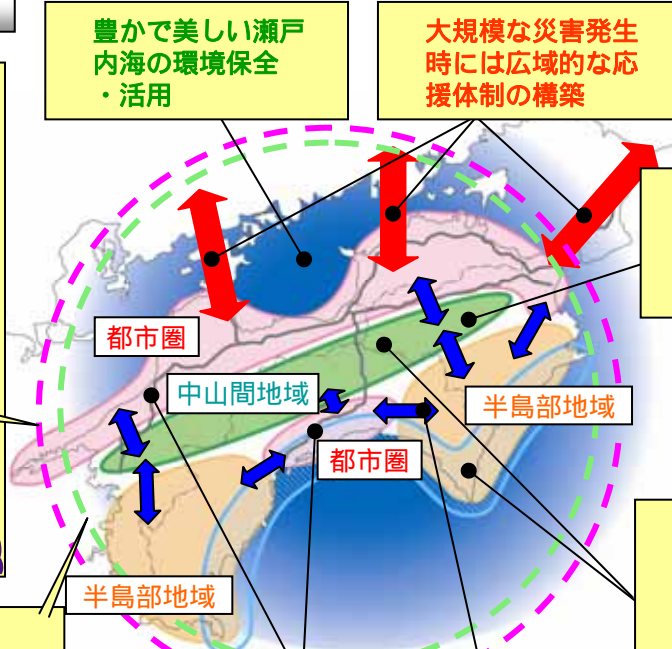 豊かで美しい瀬戸
内海の環境保全
・活用
大規模な災害発生
時には広域的な応
援体制の構築
都市圏
中山間地域
半島部地域
都市圏
半島部地域